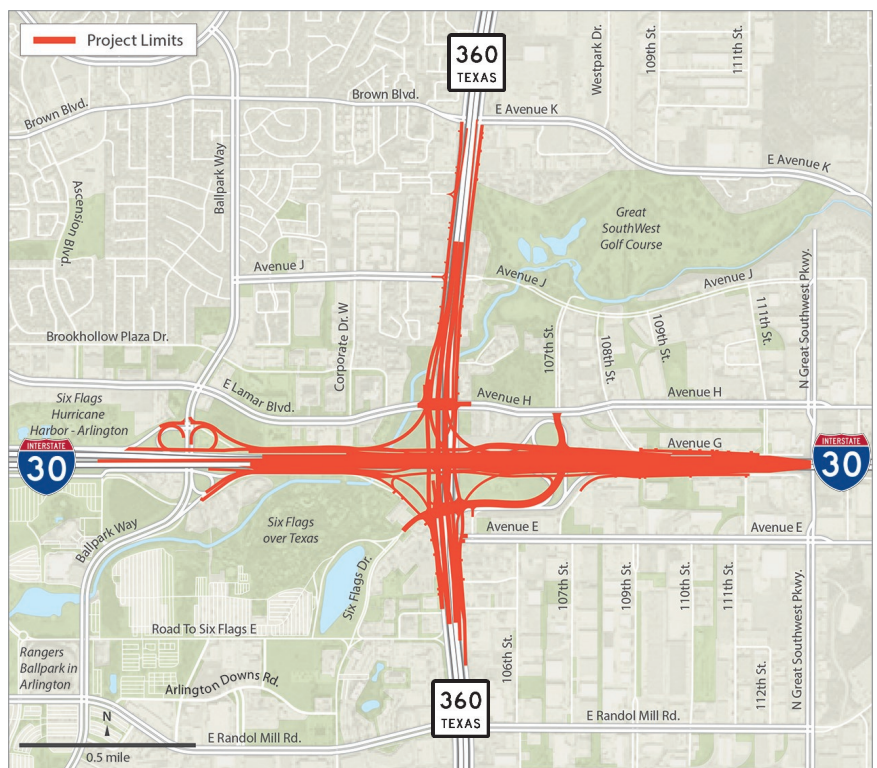 Project Limits
360
TEXAS
Westpark Dr.
109th St.
111th St.
Brown Blvd.
Brown Blvd.
E Avenue K
E Avenue K
Ballpark Way
Ascension Blvd.
Great
SouthWest
Golf Course
Avenue J
Avenue J
Avenue J
N Great Southwest Pkwy.
Brookhollow Plaza Dr.
Corporate Dr. W
107th St.
108th St.
109th St.
111th St.
E Lamar Blvd.
Avenue H
Avenue H
Six Flags
Hurricane
Harbor - Arlington
INTERSTATE
30
Avenue G
INTERSTATE
30
Ballpark Way
Six Flags
over Texas
Avenue E
Avenue E
Six Flags Dr.
107th St.
109th St.
110th St.
111th St.
N Great Southwest Pkwy.
Road To Six Flags E
106th St.
112th St.
Rangers
Ballpark in
Arlington
Arlington Downs Rd.
360
TEXAS
E Randol Mill Rd.
N
E Randol Mill Rd.
0.5 mile